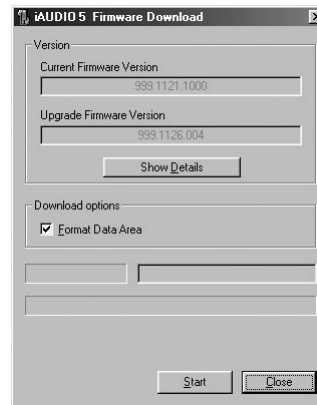 iAUDIO 5 Firmware Download
Version
Current Firmware Version
999.1121.1000
Upgrade Firmware Version
999.1126.004
Show Details
Download options
Format Data Area
Start Close